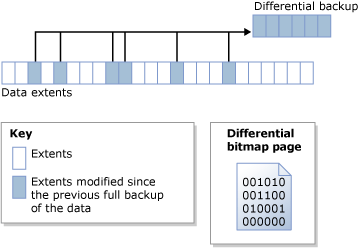 Differential backup
Data extents
Key
Extents
Extents modified since
the previous full backup
of the data
Differential
bitmap page
001010
001100
010001
000000